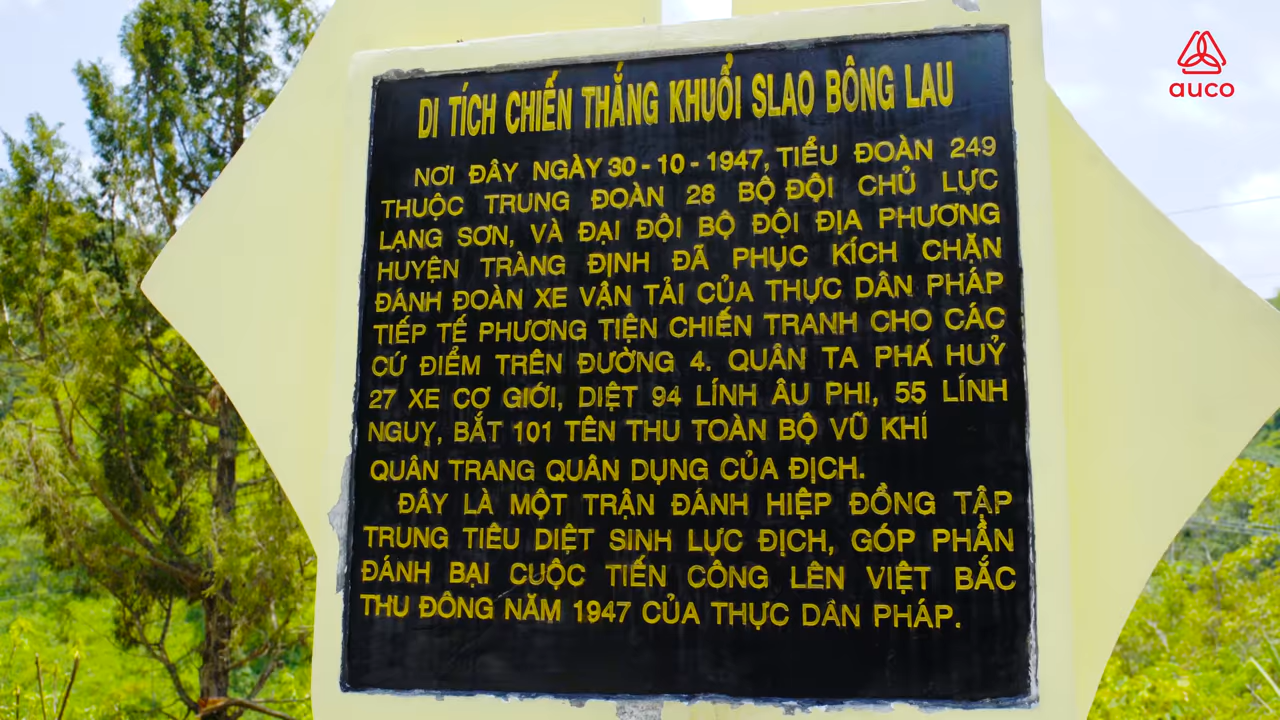 auco
DI TÍCH CHIẾN THẮNG KHUỔI SLAO BÔNG LAU
NƠI ĐÂY NGÀY 30 - 10 - 1947, TIỂU ĐOÀN 249
THUỘC TRUNG ĐOÀN 28 BỘ ĐỘI CHỦ LỰC
LẠNG SƠN, VÀ ĐẠI ĐỘI BỘ ĐỘI ĐỊA PHƯƠNG
HUYỆN TRÀNG ĐỊNH ĐÃ PHỤC KÍCH CHẶN
ĐÁNH ĐOÀN XE VẬN TẢI CỦA THỰC DÂN PHÁP
TIẾP TẾ PHƯƠNG TIỆN CHIẾN TRANH CHO CÁC
CỨ ĐIỂM TRÊN ĐƯỜNG 4. QUÂN TA PHÁ HUỶ
27 XE CƠ GIỚI, DIỆT 94 LÍNH ÂU PHI, 55 LÍNH
NGUỴ, BẮT 101 TÊN THU TOÀN BỘ VŨ KHÍ
QUÂN TRANG QUÂN DỤNG CỦA ĐỊCH.
ĐÂY LÀ MỘT TRẬN ĐÁNH HIỆP ĐỒNG TẬP
TRUNG TIÊU DIỆT SINH LỰC ĐỊCH, GÓP PHẦN
ĐÁNH BẠI CUỘC TIẾN CÔNG LÊN VIỆT BẮC
THU ĐÔNG NĂM 1947 CỦA THỰC DÂN PHÁP.